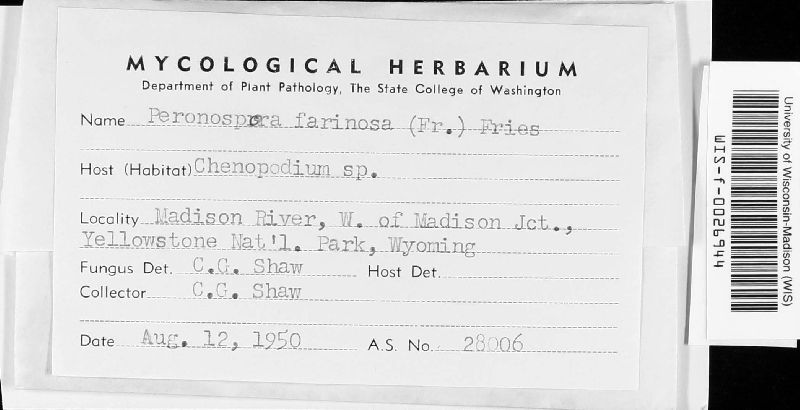 MYCOLOGICAL HERBARIUM
Department of Plant Pathology, The State College of Washington
Name Peronospora farinosa (Fr.) Fries
Host (Habitat) Chenopodium sp.
Locality Madison River, W. of Madison Jct.,
Yellowstone Nat'l. Park, Wyoming
Fungus Det. C.G. Shaw Host Det.
Collector C.G. Shaw
Date Aug. 12, 1950 A.S. No. 28006
University of Wisconsin-Madison (WIS)
WIS-f-0026944